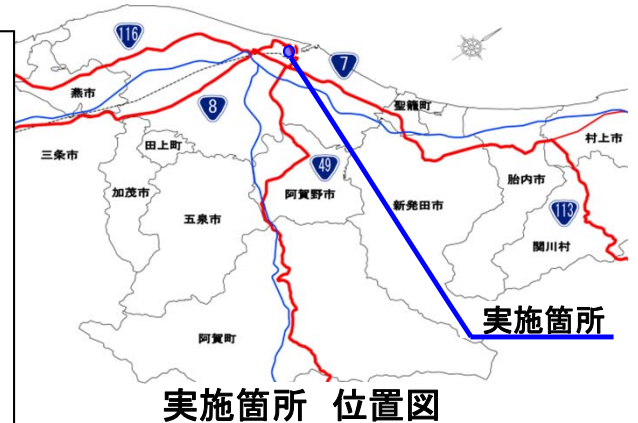 116
7
燕市
8
聖籠町
三条市
田上町
村上市
49
加茂市
阿賀野市
胎内市
五泉市
新発田市
113
関川村
阿賀町
実施箇所
実施箇所 位置図